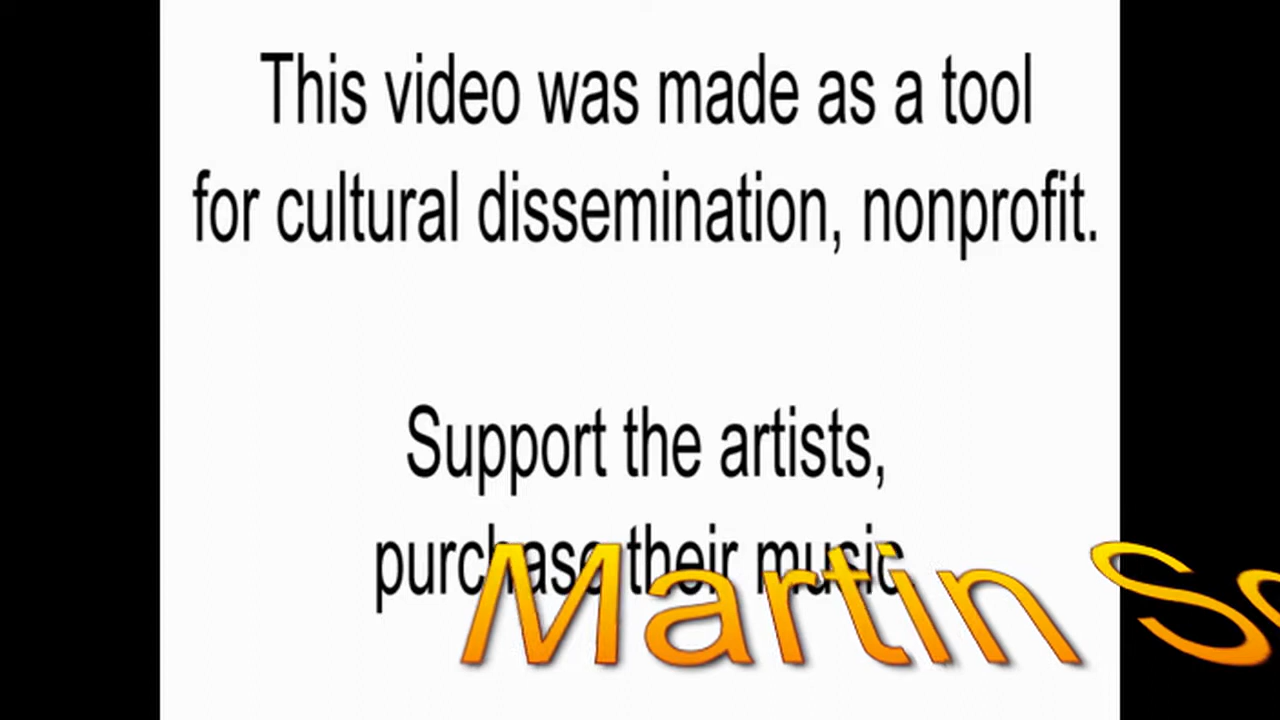 This video was made as a tool
for cultural dissemination, nonprofit.
Support the artists,
purchase their music.
Martin